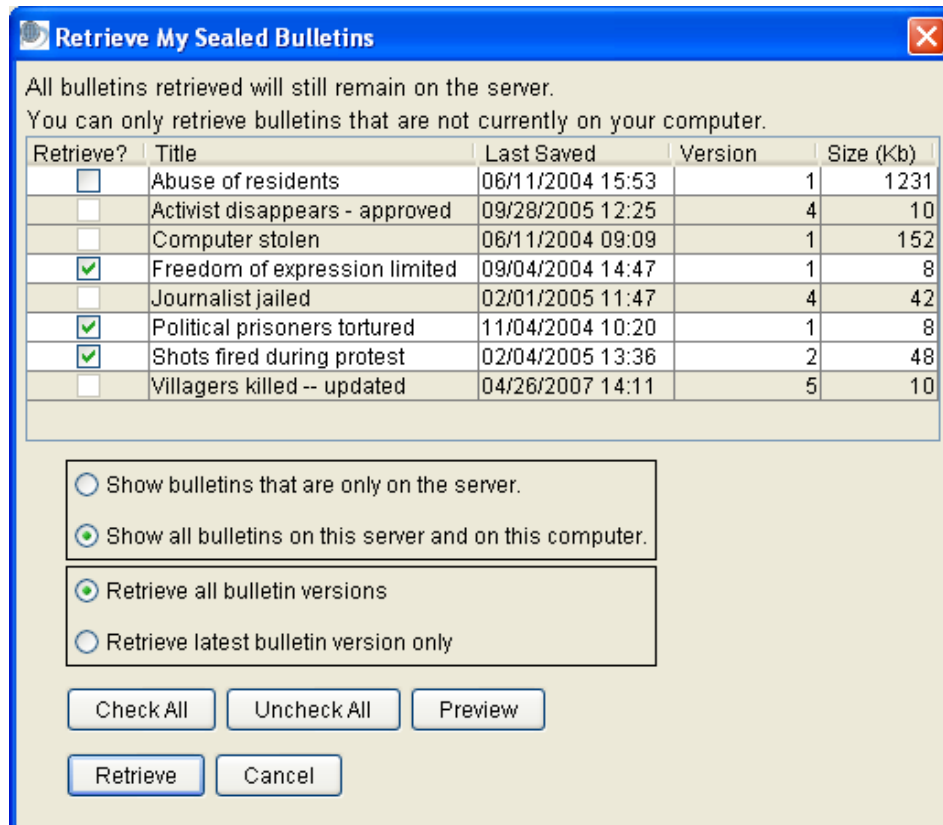 Retrieve My Sealed Bulletins
All bulletins retrieved will still remain on the server.
You can only retrieve bulletins that are not currently on your computer.
Retrieve? Title Last Saved Version Size (Kb)
Abuse of residents 06/11/2004 15:53 1 1231
Activist disappears - approved 09/28/2005 12:25 4 10
Computer stolen 06/11/2004 09:09 1 152
Freedom of expression limited 09/04/2004 14:47 1 8
Journalist jailed 02/01/2005 11:47 4 42
Political prisoners tortured 11/04/2004 10:20 1 8
Shots fired during protest 02/04/2005 13:36 2 48
Villagers killed -- updated 04/26/2007 14:11 5 10
Show bulletins that are only on the server.
Show all bulletins on this server and on this computer.
Retrieve all bulletin versions
Retrieve latest bulletin version only
Check All Uncheck All Preview
Retrieve Cancel